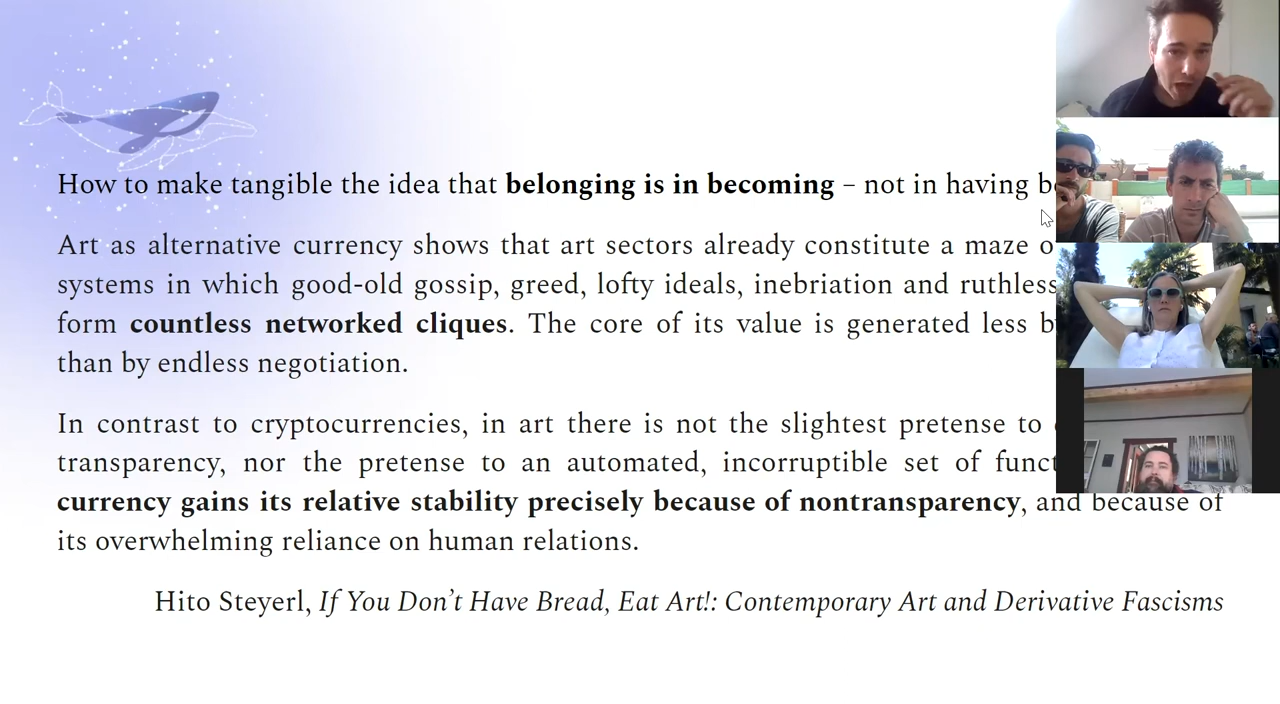 How to make tangible the idea that belonging is in becoming – not in having
Art as alternative currency shows that art sectors already constitute a maze
systems in which good-old gossip, greed, lofty ideals, inebriation and ruthless
form countless networked cliques. The core of its value is generated less
than by endless negotiation.
In contrast to cryptocurrencies, in art there is not the slightest pretense to
transparency, nor the pretense to an automated, incorruptible set of
currency gains its relative stability precisely because of nontransparency, and because of
its overwhelming reliance on human relations.
Hito Steyerl, If You Don’t Have Bread, Eat Art!: Contemporary Art and Derivative Fascisms